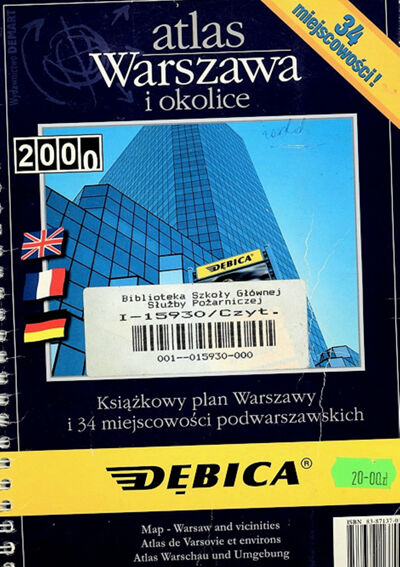 Wydawnictwo DEMART
34
miejscowości!
atlas
Warszawa
i okolice
2000
DĘBICA
Biblioteka Szkoły Głównej
Służby Pożarniczej
I-15930/Czyt.
001--015930-000
Książkowy plan Warszawy
i 34 miejscowości podwarszawskich
DĘBICA®
20-00zł
Map - Warsaw and vicinities
Atlas de Varsovie et environs
Atlas Warschau und Umgebung
ISBN 83-87137-0